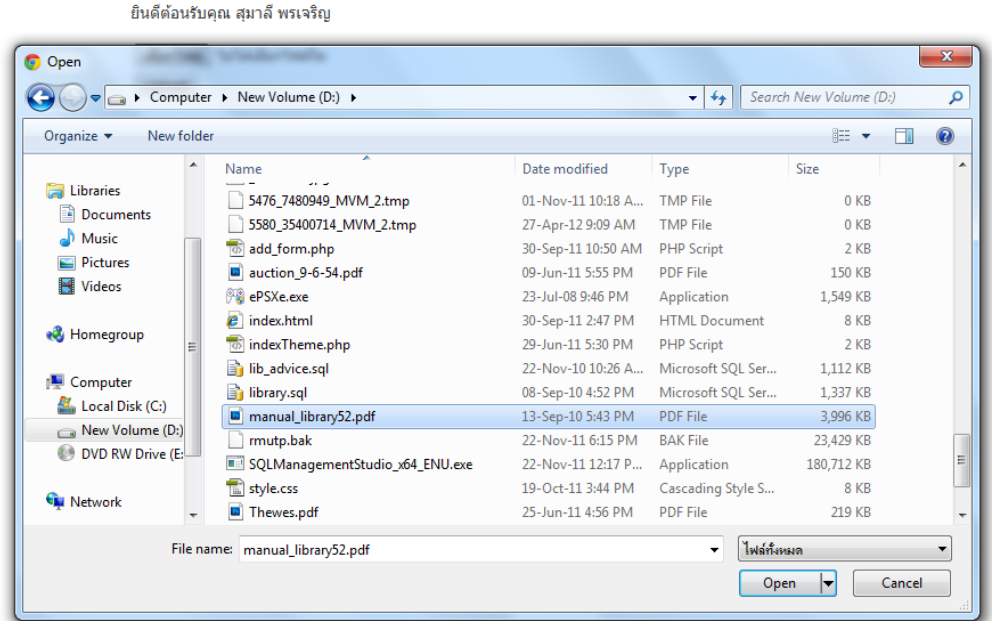 ยินดีต้อนรับคุณ สุมาลี พรเจริญ
Open
Computer New Volume (D:)
Search New Volume (D:)
Organize New folder
Name Date modified Type Size
Libraries
Documents
Music
Pictures
Videos
Homegroup
Computer
Local Disk (C:)
New Volume (D:)
DVD RW Drive (E:
Network
5476_7480949_MVM_2.tmp 01-Nov-11 10:18 A... TMP File 0 KB
5580_35400714_MVM_2.tmp 27-Apr-12 9:09 AM TMP File 0 KB
add_form.php 30-Sep-11 10:50 AM PHP Script 2 KB
auction_9-6-54.pdf 09-Jun-11 5:55 PM PDF File 150 KB
ePSXe.exe 23-Jul-08 9:46 PM Application 1,549 KB
index.html 30-Sep-11 2:47 PM HTML Document 8 KB
indexTheme.php 29-Jun-11 5:30 PM PHP Script 2 KB
lib_advice.sql 22-Nov-10 10:26 A... Microsoft SQL Ser... 1,112 KB
library.sql 08-Sep-10 4:52 PM Microsoft SQL Ser... 1,337 KB
manual_library52.pdf 13-Sep-10 5:43 PM PDF File 3,996 KB
rmutp.bak 22-Nov-11 6:15 PM BAK File 23,429 KB
SQLManagementStudio_x64_ENU.exe 22-Nov-11 12:17 P... Application 180,712 KB
style.css 19-Oct-11 3:44 PM Cascading Style S... 8 KB
Thewes.pdf 25-Jun-11 4:56 PM PDF File 219 KB
File name: manual_library52.pdf ไฟล์ทั้งหมด
Open Cancel